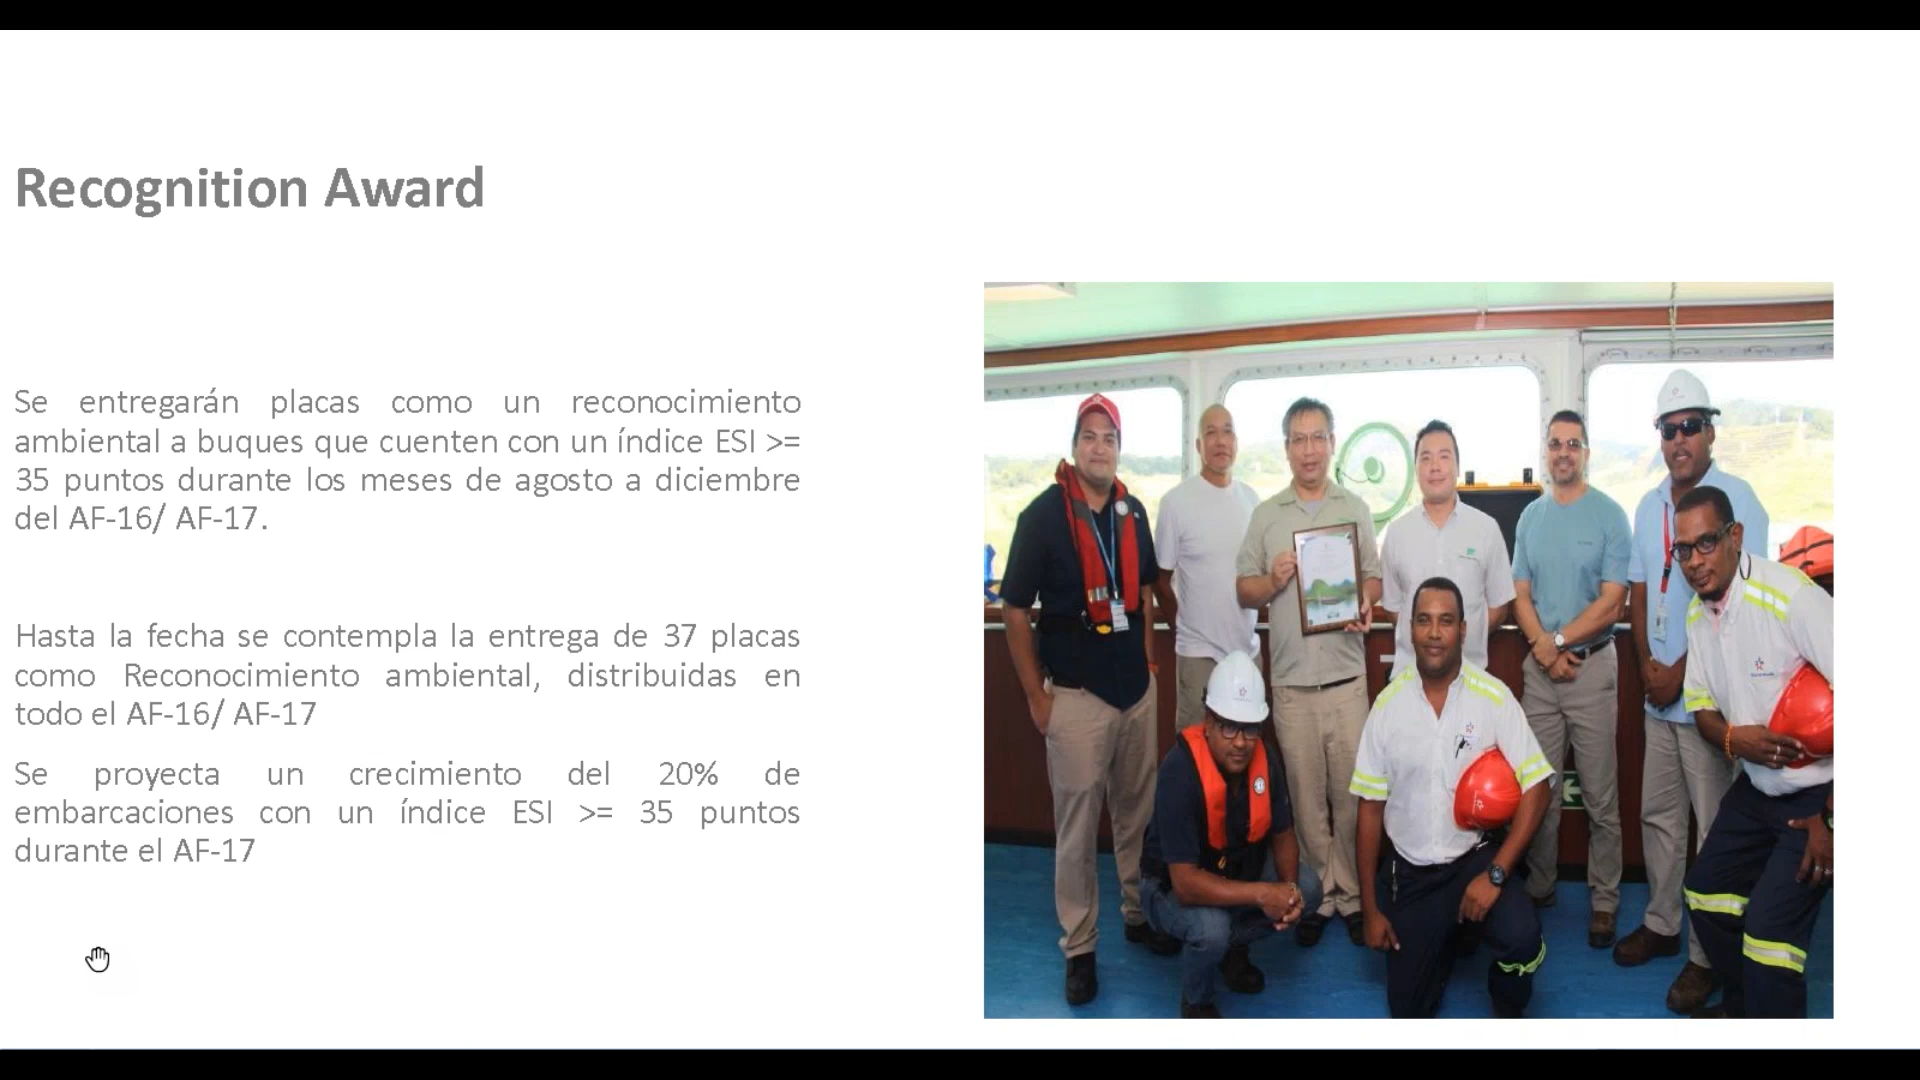 Recognition Award
Se entregarán placas como un reconocimiento
ambiental a buques que cuenten con un índice ESI >=
35 puntos durante los meses de agosto a diciembre
del AF-16/ AF-17.
Hasta la fecha se contempla la entrega de 37 placas
como Reconocimiento ambiental, distribuidas en
todo el AF-16/ AF-17
Se proyecta un crecimiento del 20% de
embarcaciones con un índice ESI >= 35 puntos
durante el AF-17